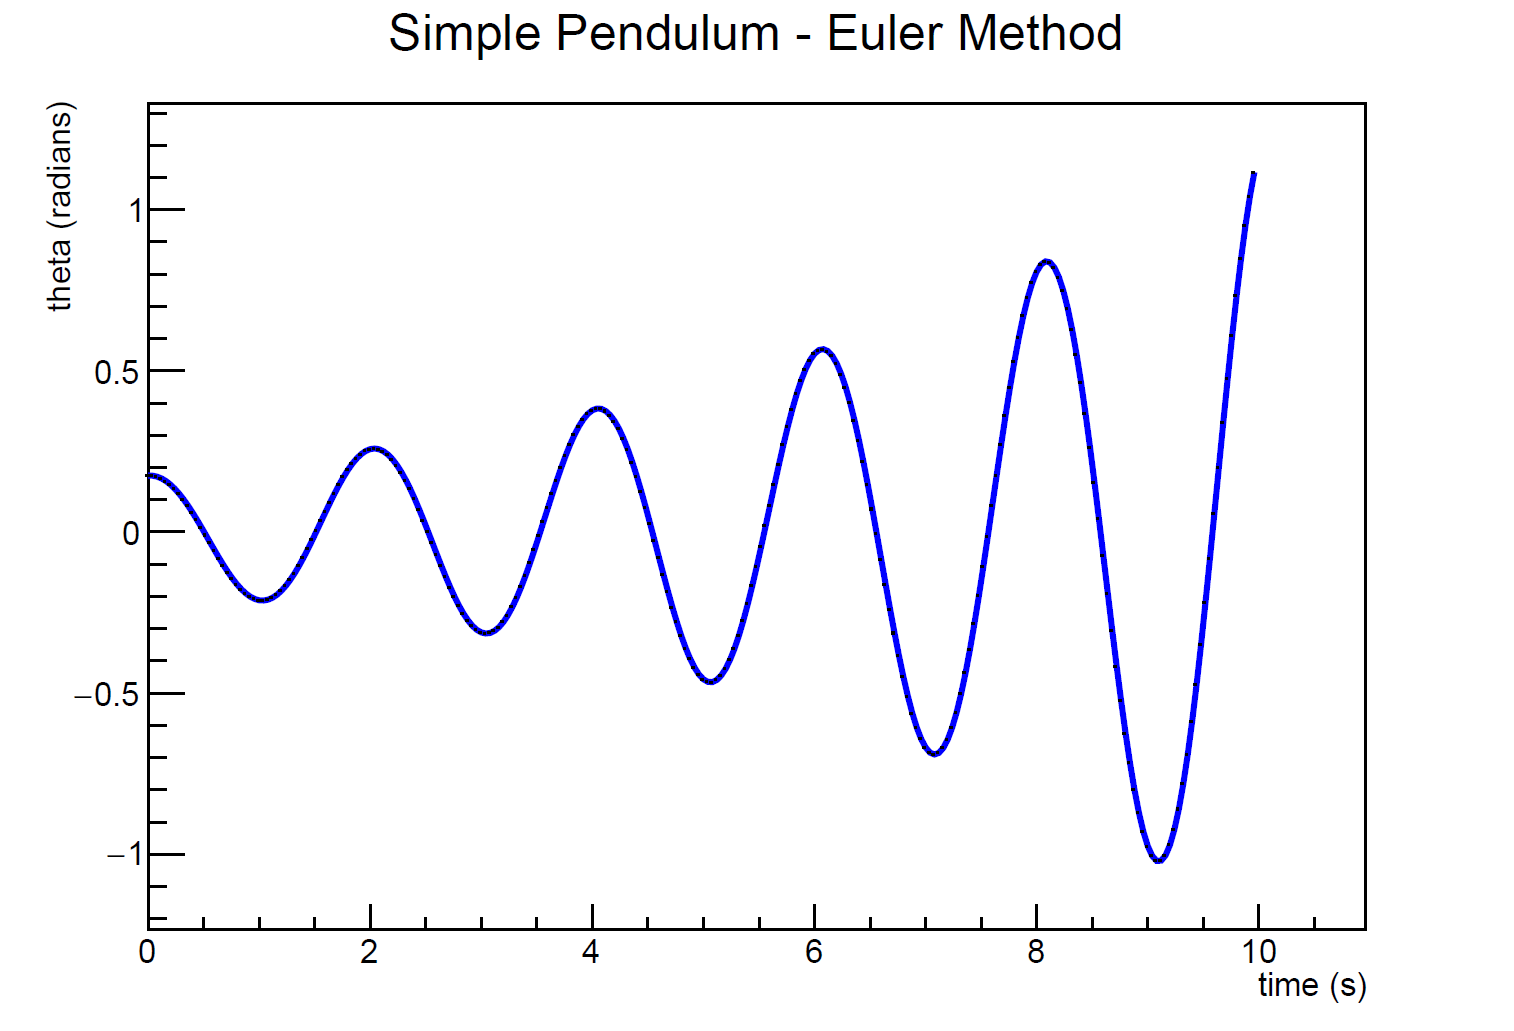 Simple Pendulum - Euler Method
theta (radians)
1
0.5
0
−0.5
−1
0 2 4 6 8 10
time (s)